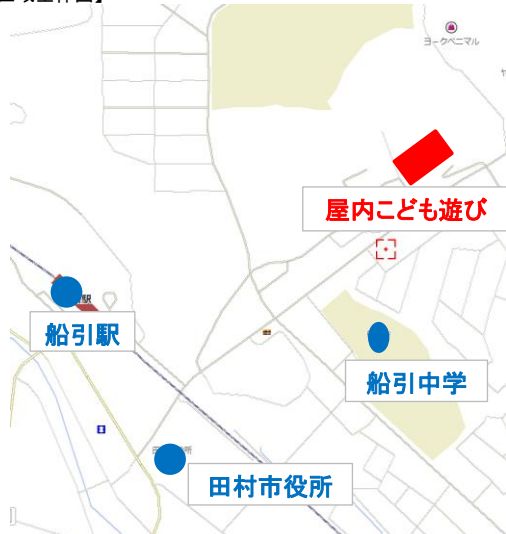 ヨークベニマル
屋内こども遊び
船引駅
船引中学
田村市役所